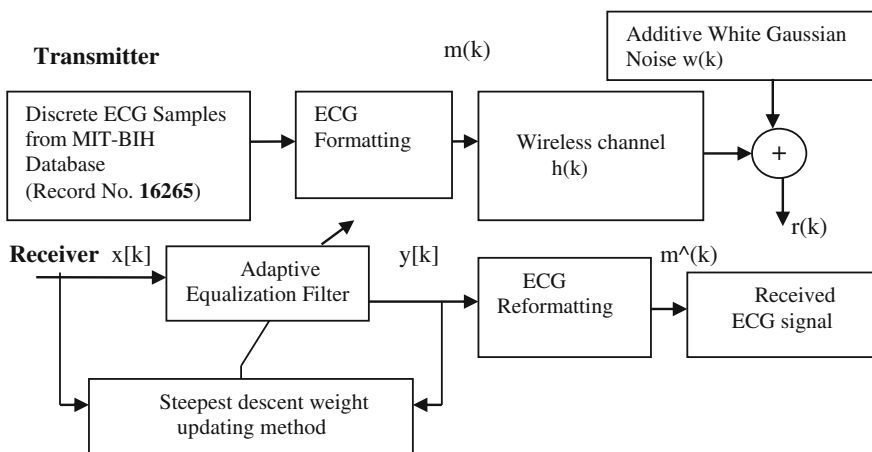 Transmitter
m(k)
Additive White Gaussian
Noise w(k)
Discrete ECG Samples
from MIT-BIH
Database
(Record No. 16265)
ECG
Formatting
Wireless channel
h(k)
+
r(k)
Receiver x[k]
Adaptive
Equalization Filter
y[k]
ECG
Reformatting
m^(k)
Received
ECG signal
Steepest descent weight
updating method